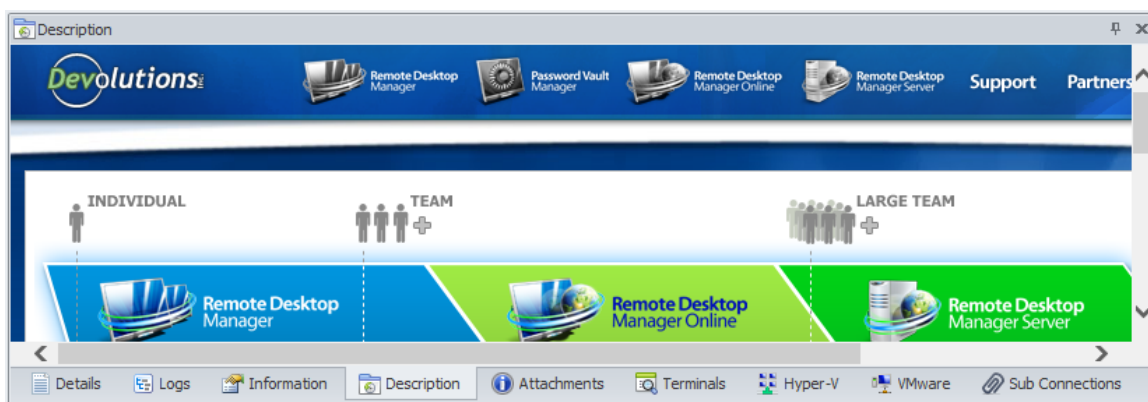 Description
Devolutions INC.
Remote Desktop Manager
Password Vault Manager
Remote Desktop Manager Online
Remote Desktop Manager Server
Support
Partners
INDIVIDUAL
TEAM
LARGE TEAM
Remote Desktop
Manager
Remote Desktop
Manager Online
Remote Desktop
Manager Server
Details
Logs
Information
Description
Attachments
Terminals
Hyper-V
VMware
Sub Connections